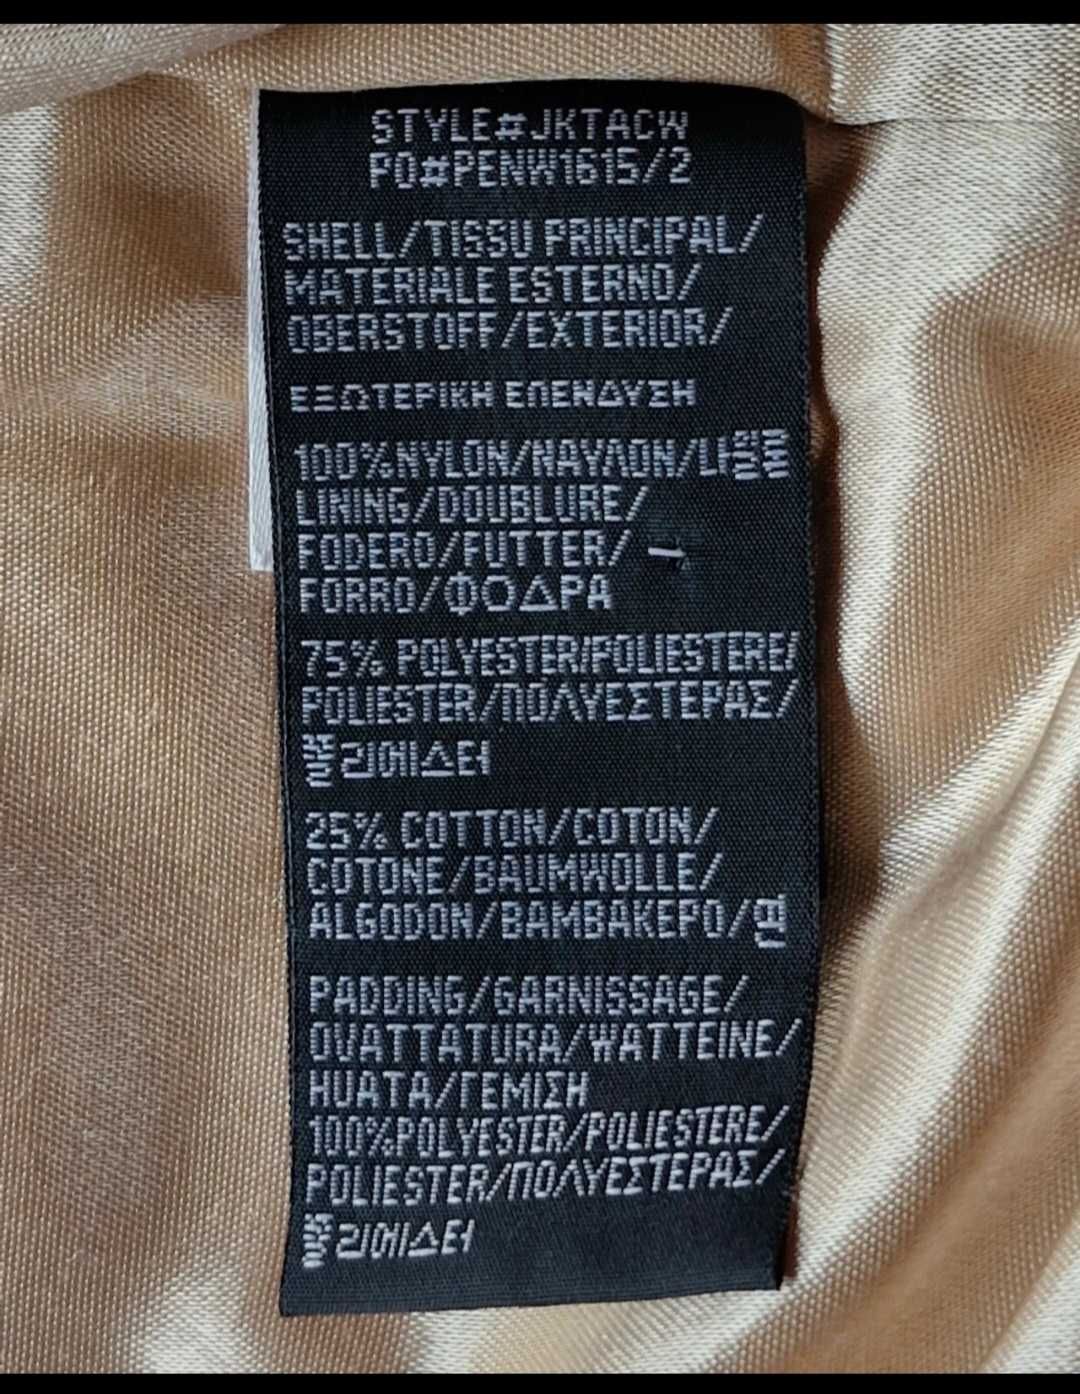 STYLE#JKTACW
PO#PENW1615/2
SHELL/TISSU PRINCIPAL/
MATERIALE ESTERNO/
OBERSTOFF/EXTERIOR/
ΕΞΩΤΕΡΙΚΗ ΕΠΕΝΔΥΣΗ
100%NYLON/ΝΑΥΛΟΝ/나일론
LINING/DOUBLURE/
FODERO/FUTTER/
FORRO/ΦΟΔΡΑ
75% POLYESTER/POLIESTERE/
POLIESTER/ΠΟΛΥΕΣΤΕΡΑΣ/
폴리에스터
25% COTTON/COTON/
COTONE/BAUMWOLLE/
ALGODON/ΒΑΜΒΑΚΕΡΟ/면
PADDING/GARNISSAGE/
OVATTATURA/WATTEINE/
HUATA/ΓΕΜΙΣΗ
100%POLYESTER/POLIESTERE/
POLIESTER/ΠΟΛΥΕΣΤΕΡΑΣ/
폴리에스터